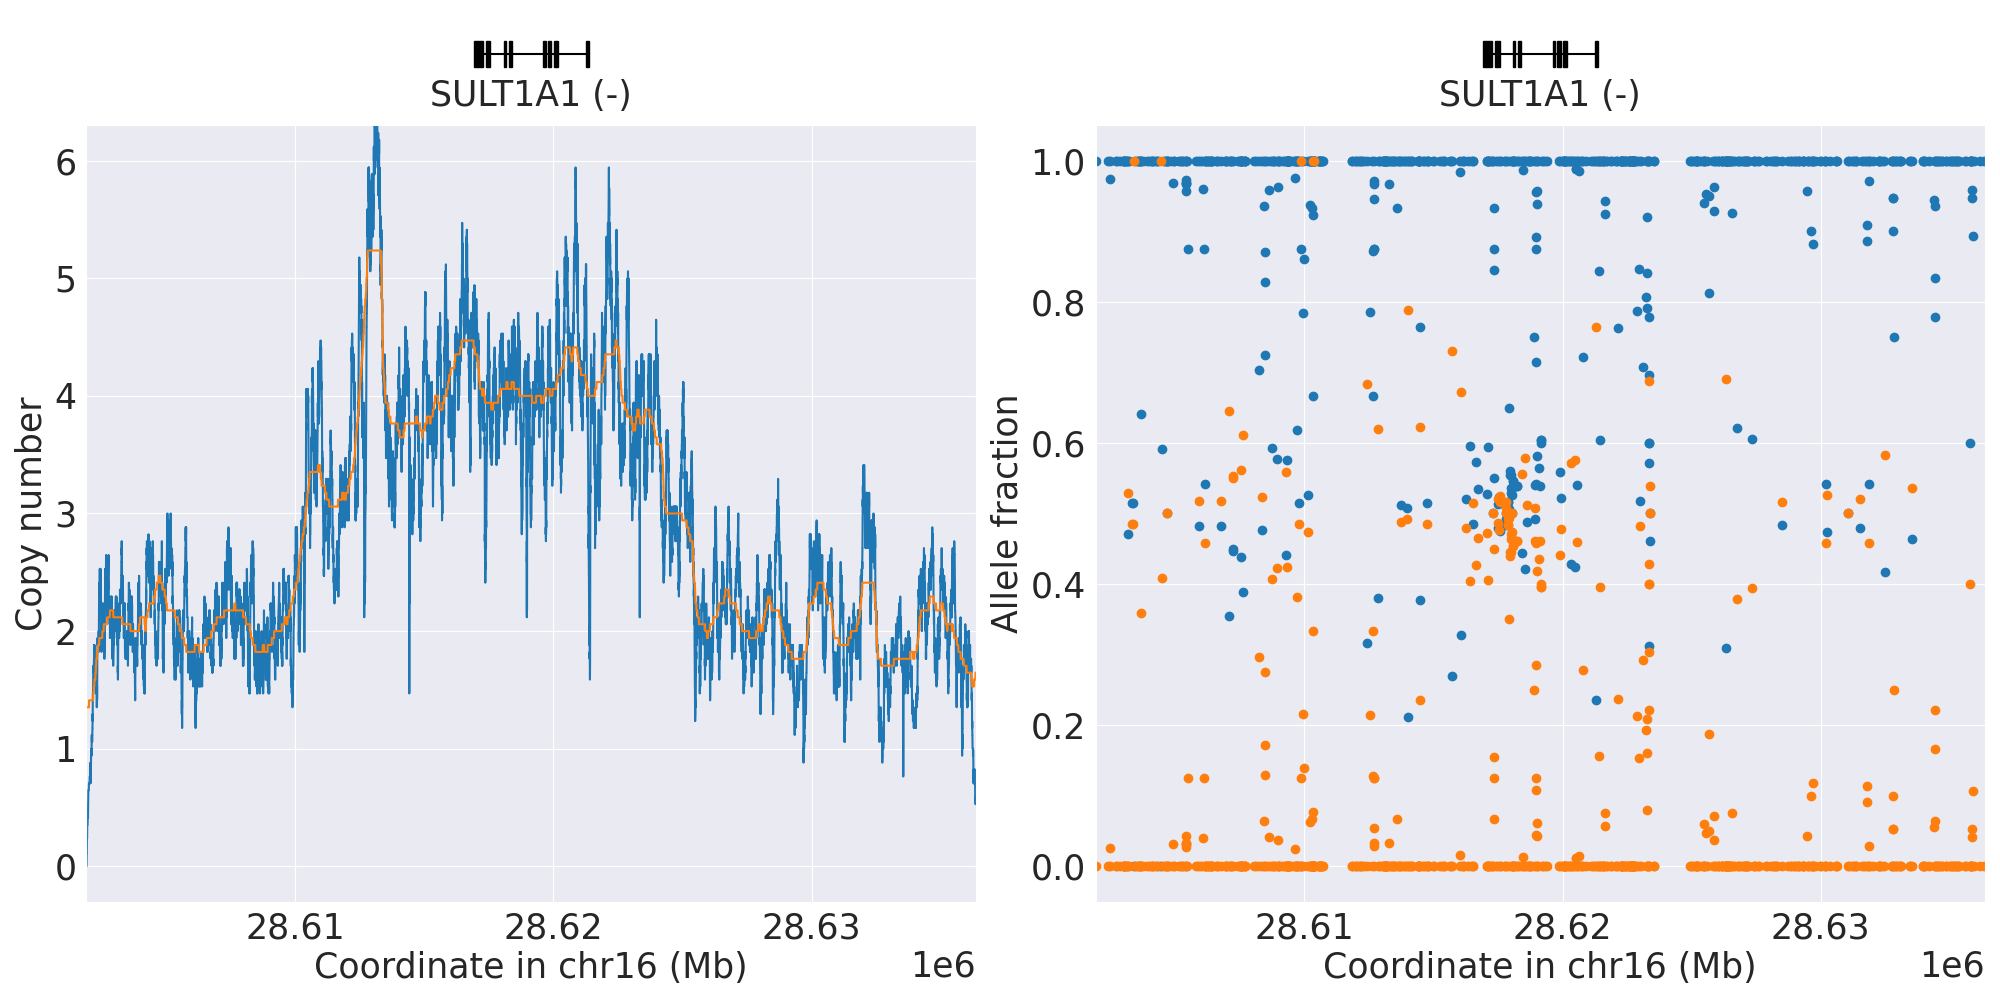 SULT1A1 (-)
Copy number
6
5
4
3
2
1
0
28.61
28.62
28.63
Coordinate in chr16 (Mb)
1e6
SULT1A1 (-)
Allele fraction
1.0
0.8
0.6
0.4
0.2
0.0
28.61
28.62
28.63
Coordinate in chr16 (Mb)
1e6